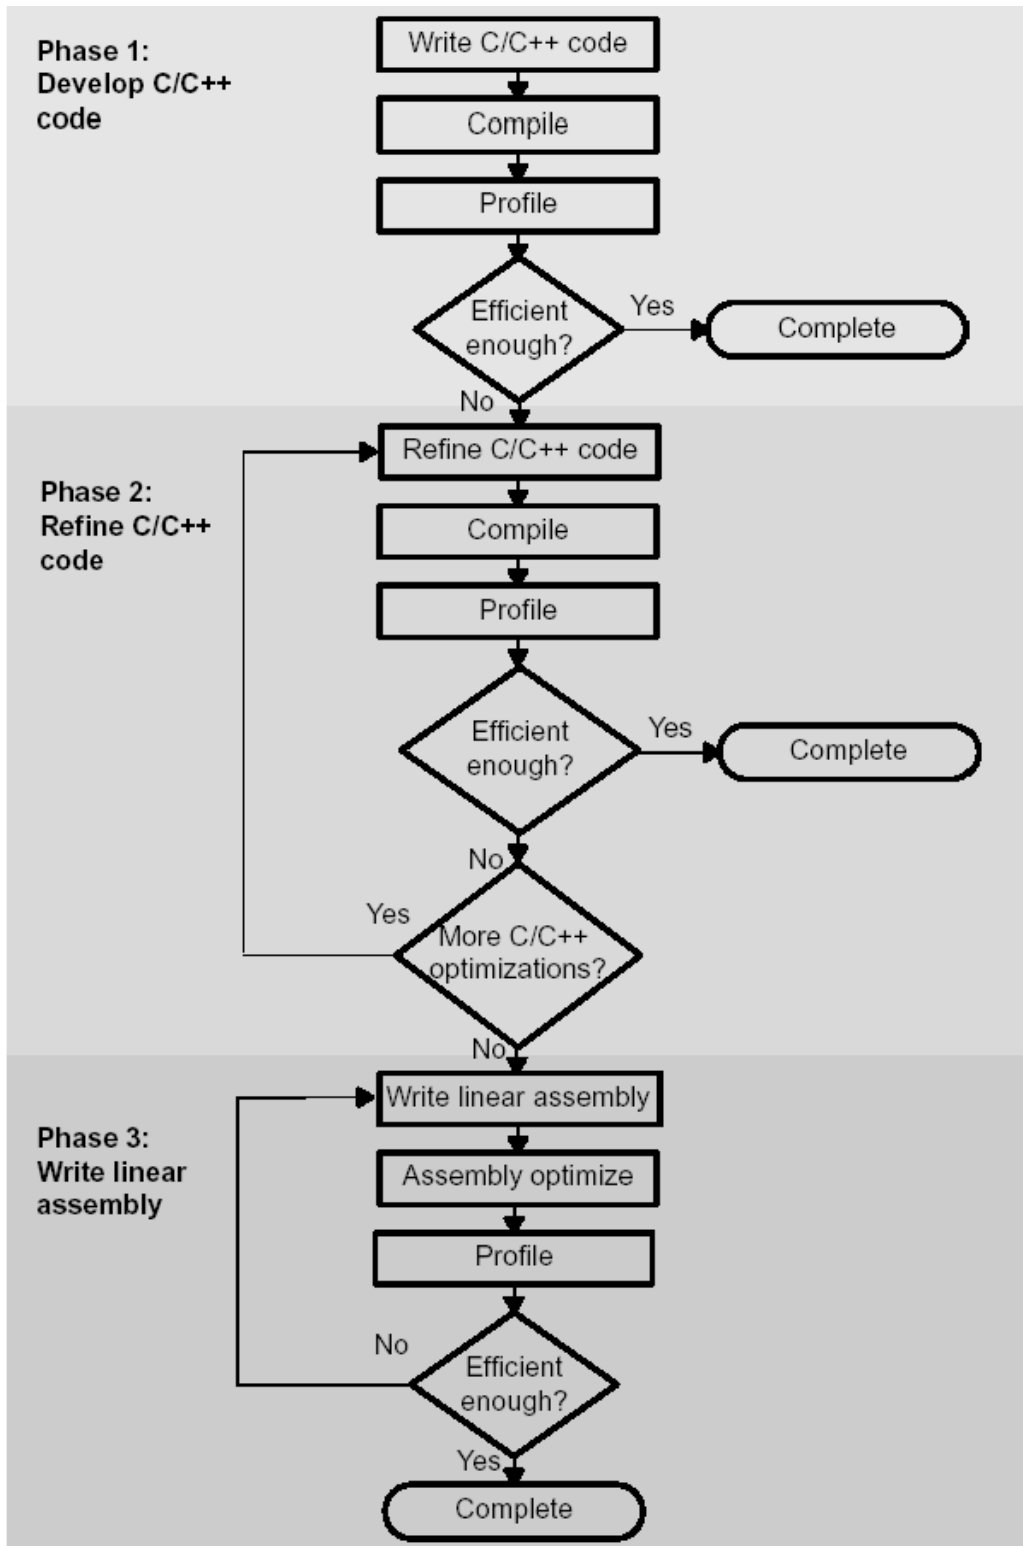 Phase 1:
Develop C/C++
code
Write C/C++ code
Compile
Profile
Efficient
enough?
Yes
Complete
No
Phase 2:
Refine C/C++
code
Refine C/C++ code
Compile
Profile
Efficient
enough?
Yes
Complete
No
Yes
More C/C++
optimizations?
No
Phase 3:
Write linear
assembly
Write linear assembly
Assembly optimize
Profile
No
Efficient
enough?
Yes
Complete